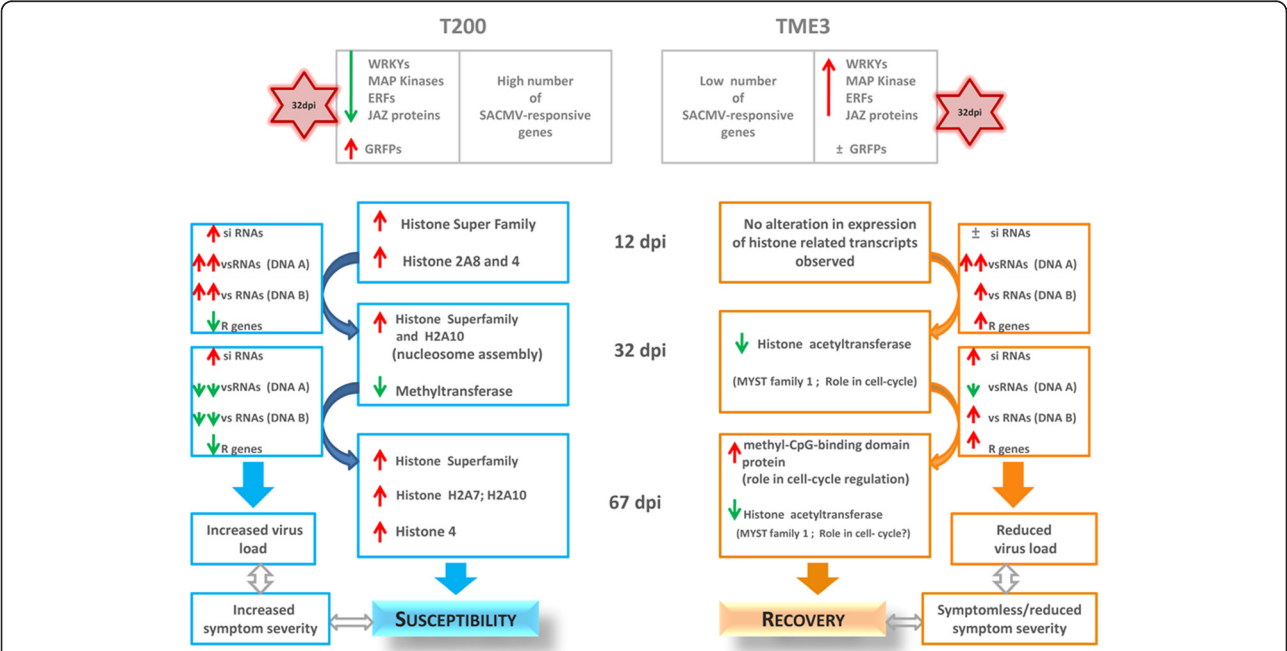 T200
TME3
32dpi
WRKYs
MAP Kinases
ERFs
JAZ proteins
GRFPs
High number
of
SACMV-responsive
genes
Low number
of
SACMV-responsive
genes
WRKYs
MAP Kinase
ERFs
JAZ proteins
± GRFPs
32dpi
si RNAs
vsRNAs (DNA A)
vs RNAs (DNA B)
R genes
Histone Super Family
Histone 2A8 and 4
12 dpi
No alteration in expression
of histone related transcripts
observed
± si RNAs
vsRNAs (DNA A)
vs RNAs (DNA B)
R genes
Histone Superfamily
and H2A10
(nucleosome assembly)
Methyltransferase
32 dpi
Histone acetyltransferase
(MYST family 1 ; Role in cell-cycle)
si RNAs
vsRNAs (DNA A)
vs RNAs (DNA B)
R genes
si RNAs
vsRNAs (DNA A)
vs RNAs (DNA B)
R genes
Histone Superfamily
Histone H2A7; H2A10
Histone 4
67 dpi
methyl-CpG-binding domain
protein
(role in cell-cycle regulation)
Histone acetyltransferase
(MYST family 1 ; Role in cell- cycle?)
Increased virus
load
Reduced
virus load
Increased
symptom severity
SUSCEPTIBILITY
RECOVERY
Symptomless/reduced
symptom severity